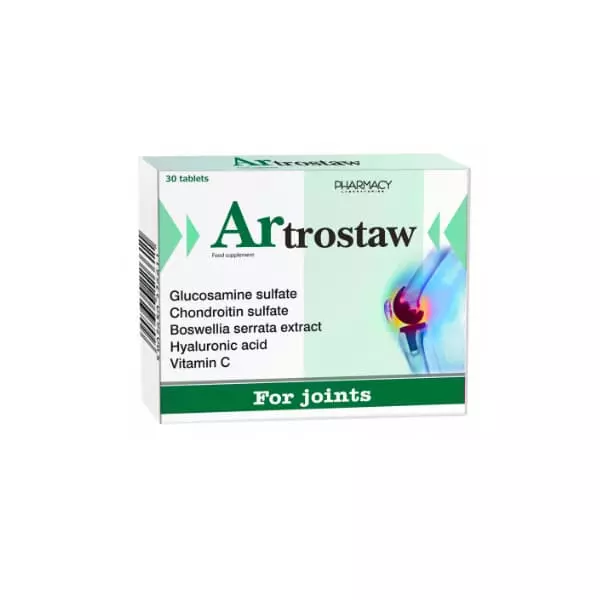 Artrostaw
30 tablets
PHARMACY
LABORATORIES
Artrostaw
Food supplement
Glucosamine sulfate
Chondroitin sulfate
Boswellia serrata extract
Hyaluronic acid
Vitamin C
For joints